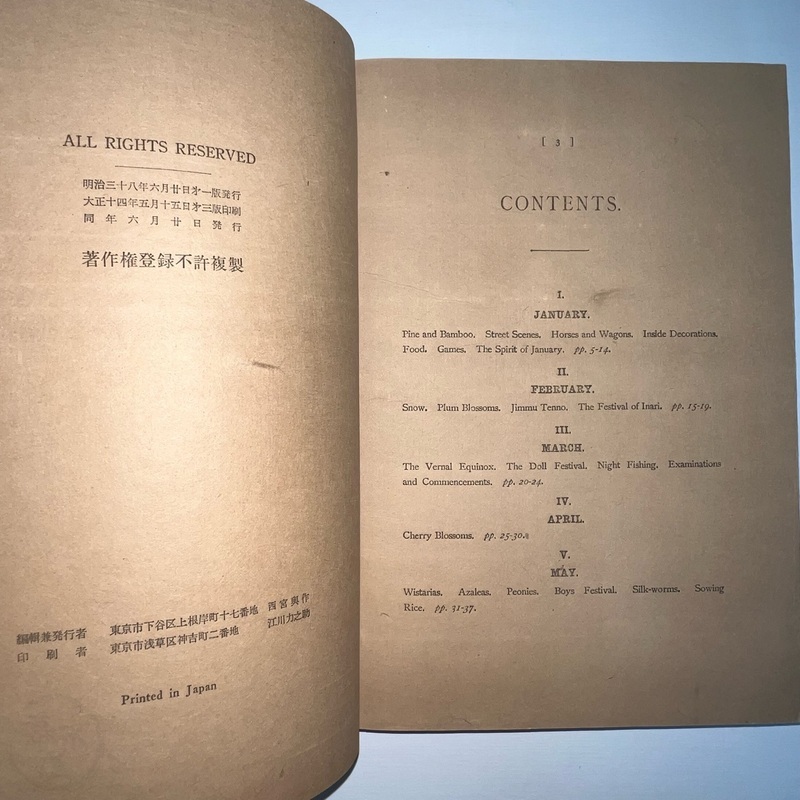 ALL RIGHTS RESERVED
明治三十八年六月廿日才一版発行
大正十四年五月十五日才三版印刷
同年六月廿日発行
著作権登録不許複製
編輯兼発行者 東京市下谷区上根岸町十七番地 西宮與作
印刷者 東京市浅草区神吉町二番地 江川力之助
Printed in Japan
[ 3 ]
CONTENTS.
I.
JANUARY.
Pine and Bamboo. Street Scenes. Horses and Wagons. Inside Decorations.
Food. Games. The Spirit of January. pp. 5-14.
II.
FEBRUARY.
Snow. Plum Blossoms. Jimmu Tenno. The Festival of Inari. pp. 15-19.
III.
MARCH.
The Vernal Equinox. The Doll Festival. Night Fishing. Examinations
and Commencements. pp. 20-24.
IV.
APRIL.
Cherry Blossoms. pp. 25-30.
V.
MAY.
Wistarias. Azaleas. Peonies. Boys Festival. Silk-worms. Sowing
Rice. pp. 31-37.